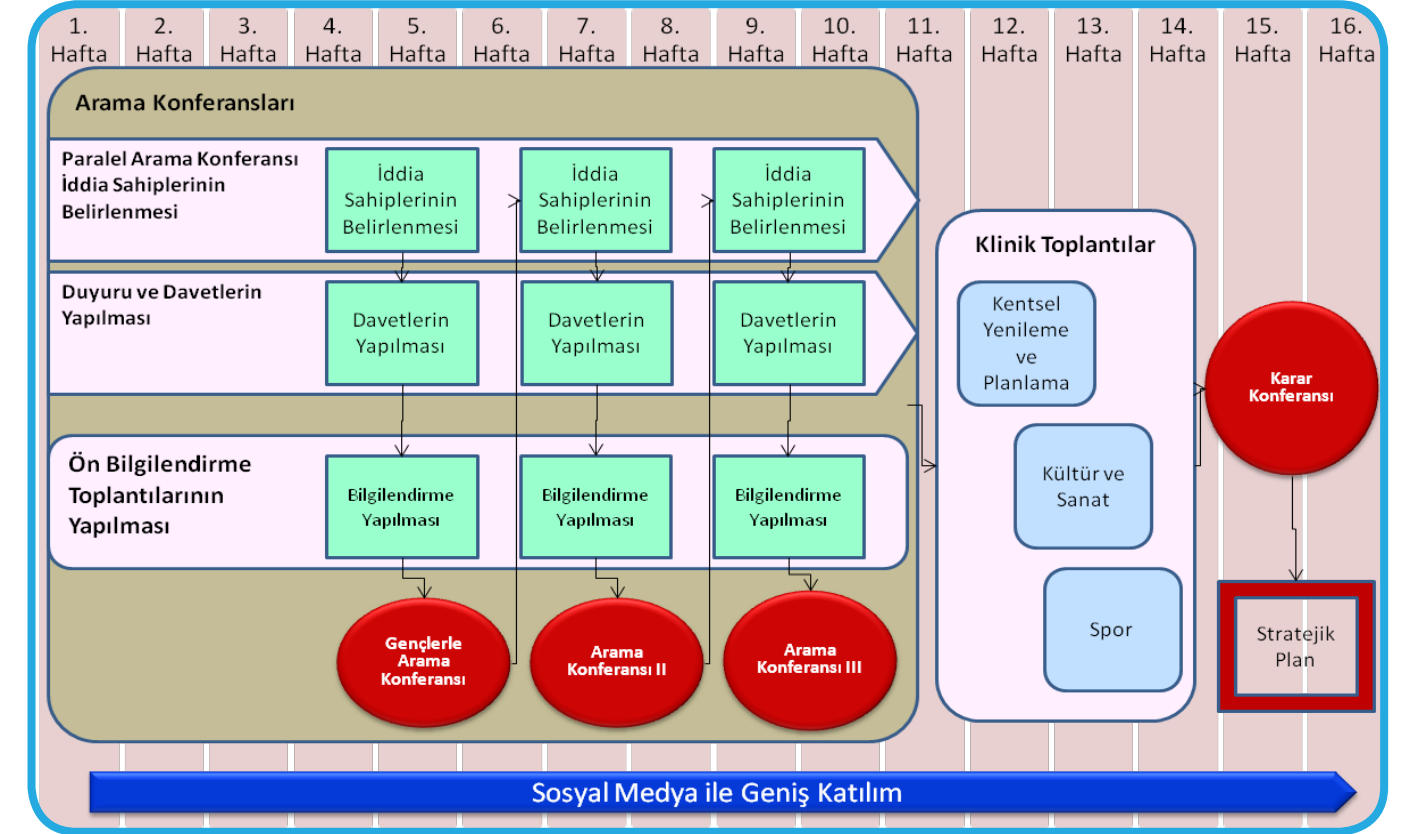 1. 2. 3. 4. 5. 6. 7. 8. 9. 10. 11. 12. 13. 14. 15. 16.
Hafta Hafta Hafta Hafta Hafta Hafta Hafta Hafta Hafta Hafta Hafta Hafta Hafta Hafta Hafta Hafta
Arama Konferansları
Paralel Arama Konferansı
İddia Sahiplerinin
Belirlenmesi
İddia
Sahiplerinin
Belirlenmesi
İddia
Sahiplerinin
Belirlenmesi
İddia
Sahiplerinin
Belirlenmesi
Duyuru ve Davetlerin
Yapılması
Davetlerin
Yapılması
Davetlerin
Yapılması
Davetlerin
Yapılması
Ön Bilgilendirme
Toplantılarının
Yapılması
Bilgilendirme
Yapılması
Bilgilendirme
Yapılması
Bilgilendirme
Yapılması
Gençlerle
Arama
Konferansı
Arama
Konferansı II
Arama
Konferansı III
Klinik Toplantılar
Kentsel
Yenileme
ve
Planlama
Kültür ve
Sanat
Spor
Karar
Konferansı
Stratejik
Plan
Sosyal Medya ile Geniş Katılım